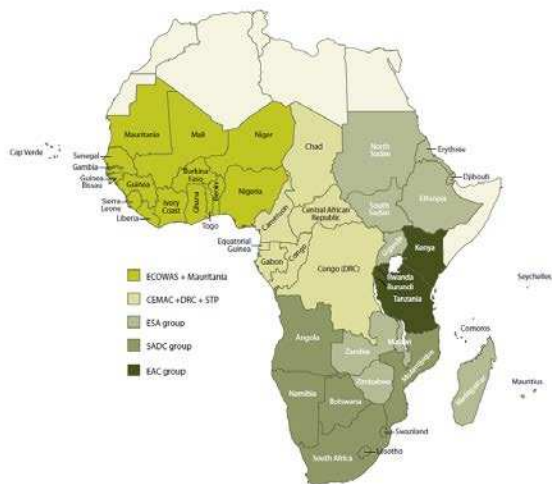 Mauritania
Mali
Niger
Chad
North
Sudan
Erythree
Cap Verde
Senegal
Gambia
Guinea
Bissau
Guinea
Burkina
Faso
Benin
Djibouti
Sierra
Leone
Ivory
Coast
Ghana
Nigeria
South
Sudan
Ethiopia
Liberia
Togo
Cameroon
Central African
Republic
Equatorial
Guinea
Gabon
Congo
Congo (DRC)
Uganda
Kenya
Rwanda
Burundi
Tanzania
Seychelles
ECOWAS + Mauritania
CEMAC +DRC + STP
ESA group
SADC group
EAC group
Comoros
Angola
Zambia
Malawi
Mozambique
Zimbabwe
Madagascar
Mauritius
Namibia
Botswana
Swaziland
Lesotho
South Africa